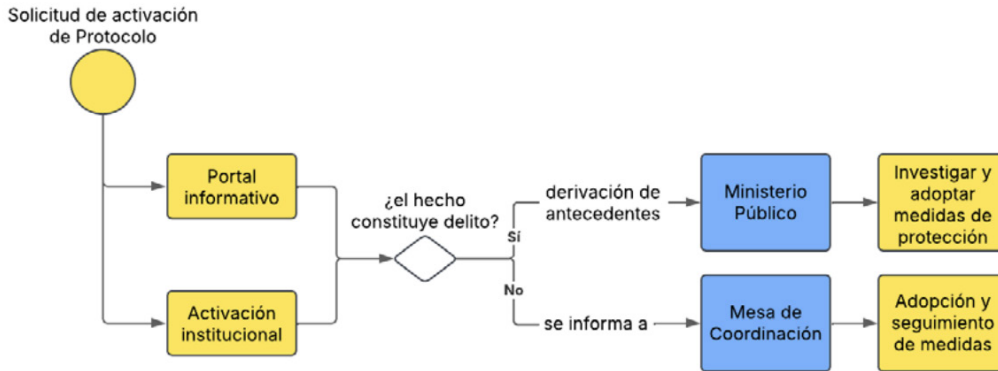 Solicitud de activación
de Protocolo
Portal
informativo
Activación
institucional
¿el hecho
constituye delito?
Sí
No
derivación de
antecedentes
se informa a
Ministerio
Público
Mesa de
Coordinación
Investigar y
adoptar
medidas de
protección
Adopción y
seguimiento
de medidas